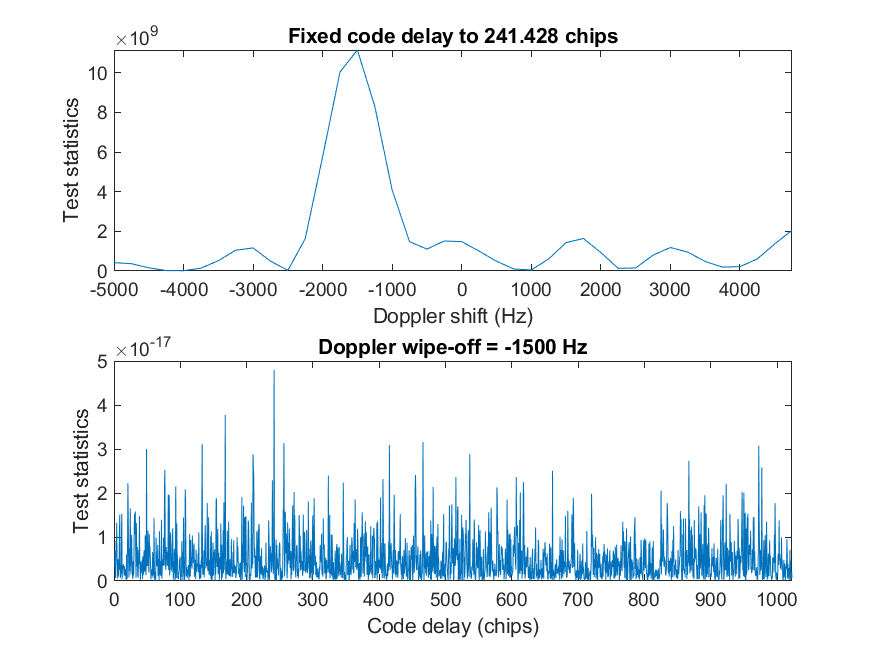 ×10⁹
Fixed code delay to 241.428 chips
Test statistics
10
8
6
4
2
0
-5000 -4000 -3000 -2000 -1000 0 1000 2000 3000 4000
Doppler shift (Hz)
×10⁻¹⁷
Doppler wipe-off = -1500 Hz
Test statistics
5
4
3
2
1
0
0 100 200 300 400 500 600 700 800 900 1000
Code delay (chips)